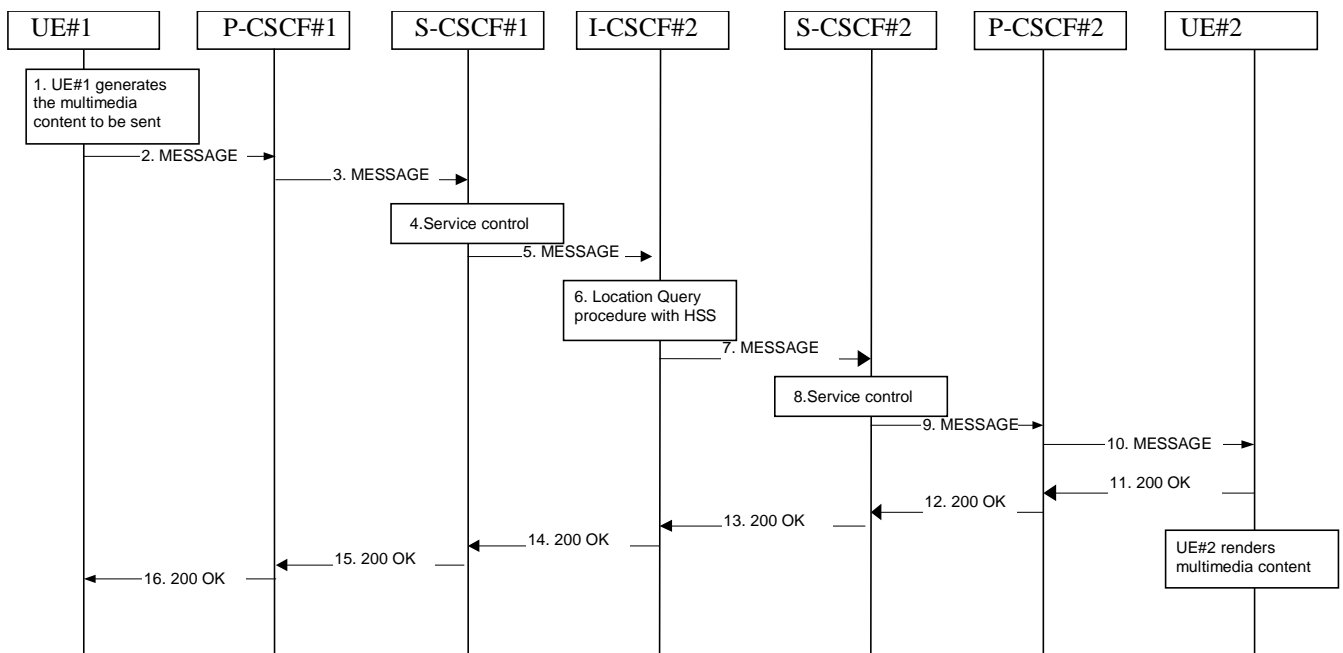 UE#1
P-CSCF#1
S-CSCF#1
I-CSCF#2
S-CSCF#2
P-CSCF#2
UE#2
1. UE#1 generates
the multimedia
content to be sent
2. MESSAGE
3. MESSAGE
4.Service control
5. MESSAGE
6. Location Query
procedure with HSS
7. MESSAGE
8.Service control
9. MESSAGE
10. MESSAGE
11. 200 OK
12. 200 OK
13. 200 OK
14. 200 OK
15. 200 OK
16. 200 OK
UE#2 renders
multimedia content